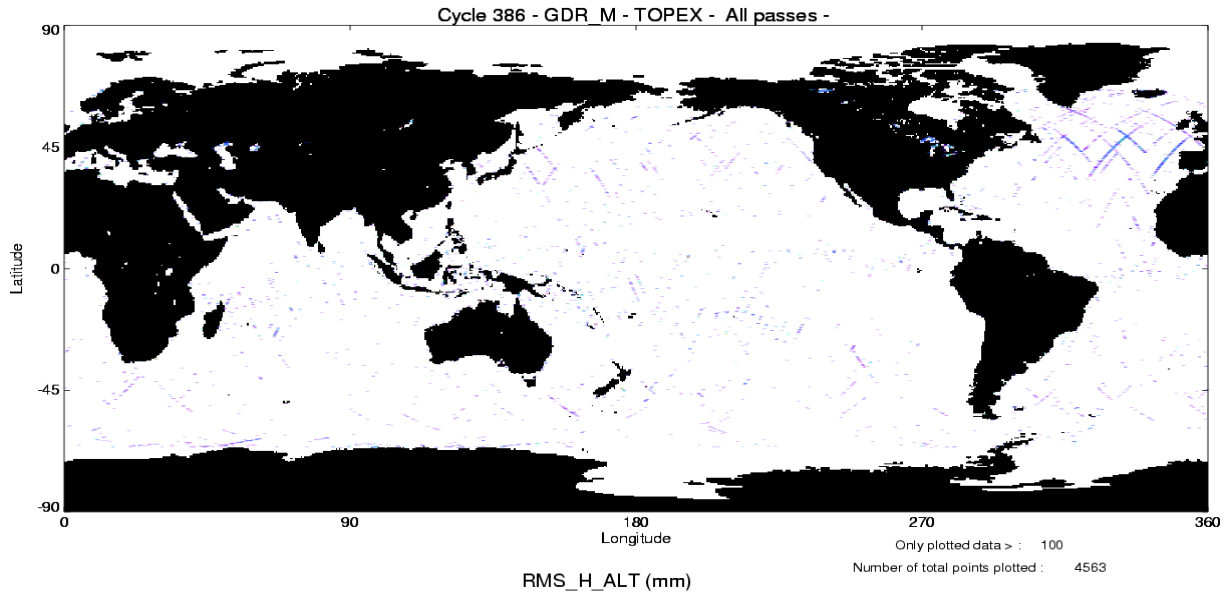 Cycle 386 - GDR_M - TOPEX - All passes -
90
45
0
-45
-90
Latitude
0 90 180 270 360
Longitude
Only plotted data > : 100
Number of total points plotted : 4563
RMS_H_ALT (mm)